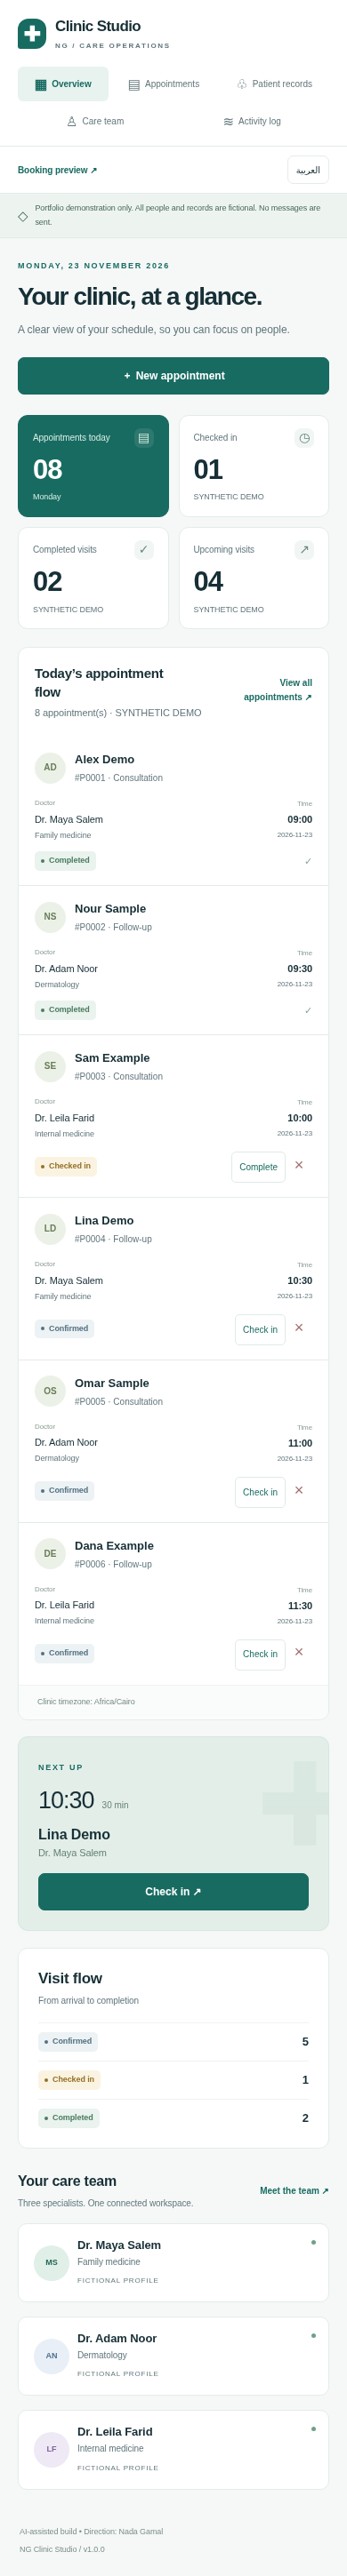 Clinic Studio
NG / CARE OPERATIONS
Overview
Appointments
Patient records
Care team
Activity log
Booking preview ↗
العربية
Portfolio demonstration only. All people and records are fictional. No messages are
sent.
MONDAY, 23 NOVEMBER 2026
Your clinic, at a glance.
A clear view of your schedule, so you can focus on people.
+ New appointment
Appointments today
08
Monday
Checked in
01
SYNTHETIC DEMO
Completed visits
02
SYNTHETIC DEMO
Upcoming visits
04
SYNTHETIC DEMO
Today's appointment
flow
View all
appointments ↗
8 appointment(s) · SYNTHETIC DEMO
AD
Alex Demo
#P0001 · Consultation
Doctor
Time
Dr. Maya Salem
09:00
Family medicine
2026-11-23
Completed
✓
NS
Nour Sample
#P0002 · Follow-up
Doctor
Time
Dr. Adam Noor
09:30
Dermatology
2026-11-23
Completed
✓
SE
Sam Example
#P0003 · Consultation
Doctor
Time
Dr. Leila Farid
10:00
Internal medicine
2026-11-23
Checked in
Complete
×
LD
Lina Demo
#P0004 · Follow-up
Doctor
Time
Dr. Maya Salem
10:30
Family medicine
2026-11-23
Confirmed
Check in
×
OS
Omar Sample
#P0005 · Consultation
Doctor
Time
Dr. Adam Noor
11:00
Dermatology
2026-11-23
Confirmed
Check in
×
DE
Dana Example
#P0006 · Follow-up
Doctor
Time
Dr. Leila Farid
11:30
Internal medicine
2026-11-23
Confirmed
Check in
×
Clinic timezone: Africa/Cairo
NEXT UP
10:30 30 min
Lina Demo
Dr. Maya Salem
Check in ↗
Visit flow
From arrival to completion
Confirmed
5
Checked in
1
Completed
2
Your care team
Three specialists. One connected workspace.
Meet the team ↗
MS
Dr. Maya Salem
Family medicine
FICTIONAL PROFILE
AN
Dr. Adam Noor
Dermatology
FICTIONAL PROFILE
LF
Dr. Leila Farid
Internal medicine
FICTIONAL PROFILE
AI-assisted build • Direction: Nada Gamal
NG Clinic Studio / v1.0.0